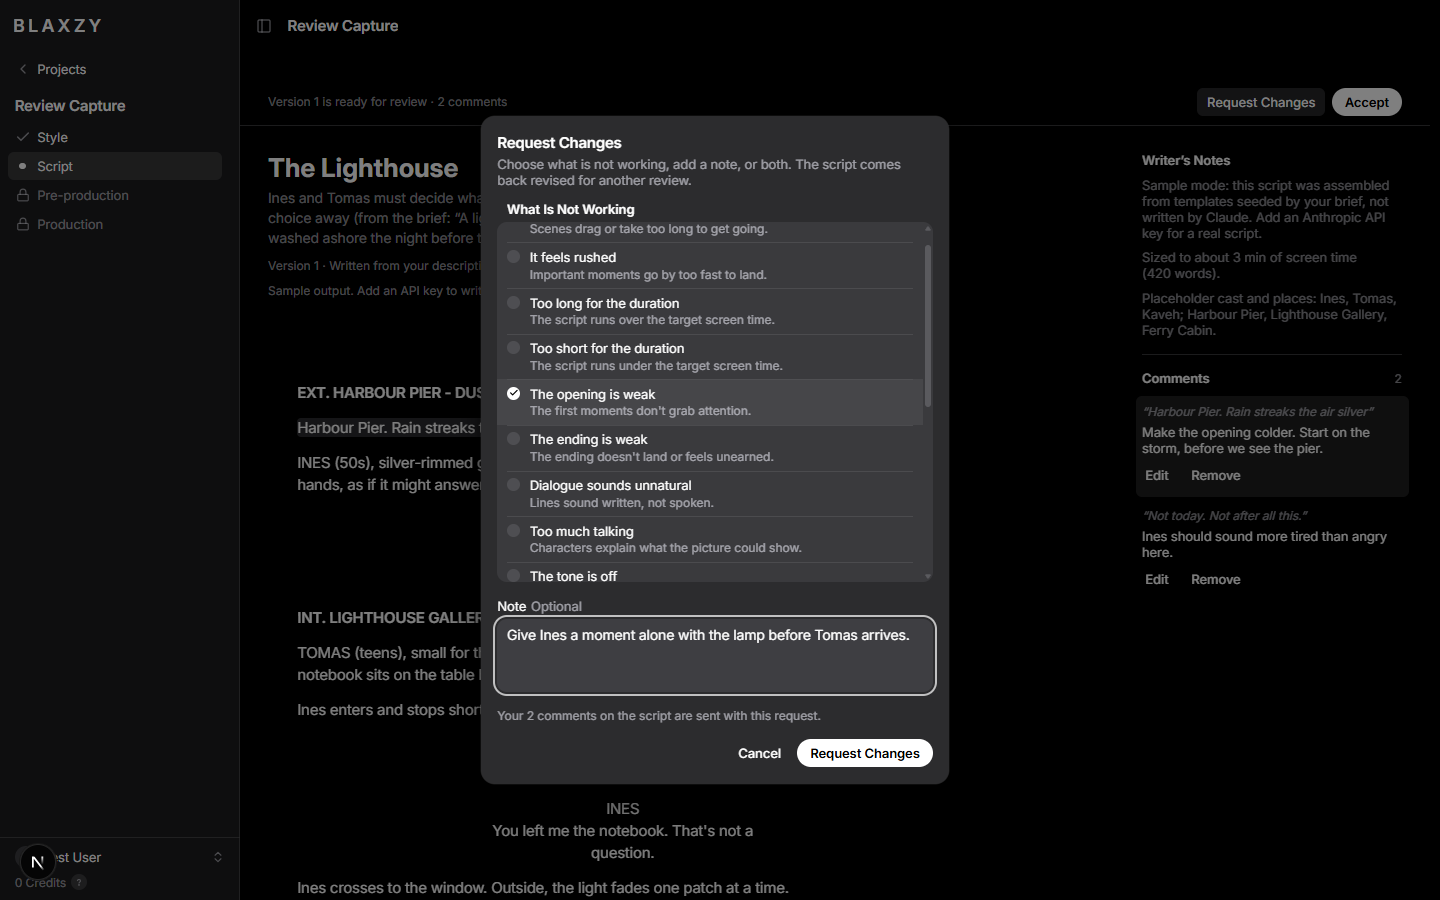 BLAXZY
Projects
Review Capture
Style
Script
Pre-production
Production
est User
0 Credits ?
Review Capture
Version 1 is ready for review · 2 comments
Request Changes
Accept
The Lighthouse
Ines and Tomas must decide
choice away (from the brief: “A
washed ashore the night before
Version 1 · Written from your
Sample output. Add an API key to
EXT. HARBOUR PIER - DUS
Harbour Pier. Rain streaks
INES (50s), silver-rimmed
hands, as if it might answer
INT. LIGHTHOUSE GALLER
TOMAS (teens), small for
notebook sits on the table
Ines enters and stops short
INES
You left me the notebook. That's not a
question.
Ines crosses to the window. Outside, the light fades one patch at a time.
Request Changes
Choose what is not working, add a note, or both. The script comes
back revised for another review.
What Is Not Working
Scenes drag or take too long to get going.
It feels rushed
Important moments go by too fast to land.
Too long for the duration
The script runs over the target screen time.
Too short for the duration
The script runs under the target screen time.
The opening is weak
The first moments don't grab attention.
The ending is weak
The ending doesn't land or feels unearned.
Dialogue sounds unnatural
Lines sound written, not spoken.
Too much talking
Characters explain what the picture could show.
The tone is off
Note Optional
Give Ines a moment alone with the lamp before Tomas arrives.
Your 2 comments on the script are sent with this request.
Cancel
Request Changes
Writer's Notes
Sample mode: this script was assembled
from templates seeded by your brief, not
written by Claude. Add an Anthropic API
key for a real script.
Sized to about 3 min of screen time
(420 words).
Placeholder cast and places: Ines, Tomas,
Kaveh; Harbour Pier, Lighthouse Gallery,
Ferry Cabin.
Comments 2
“Harbour Pier. Rain streaks the air silver”
Make the opening colder. Start on the
storm, before we see the pier.
Edit Remove
“Not today. Not after all this.”
Ines should sound more tired than angry
here.
Edit Remove